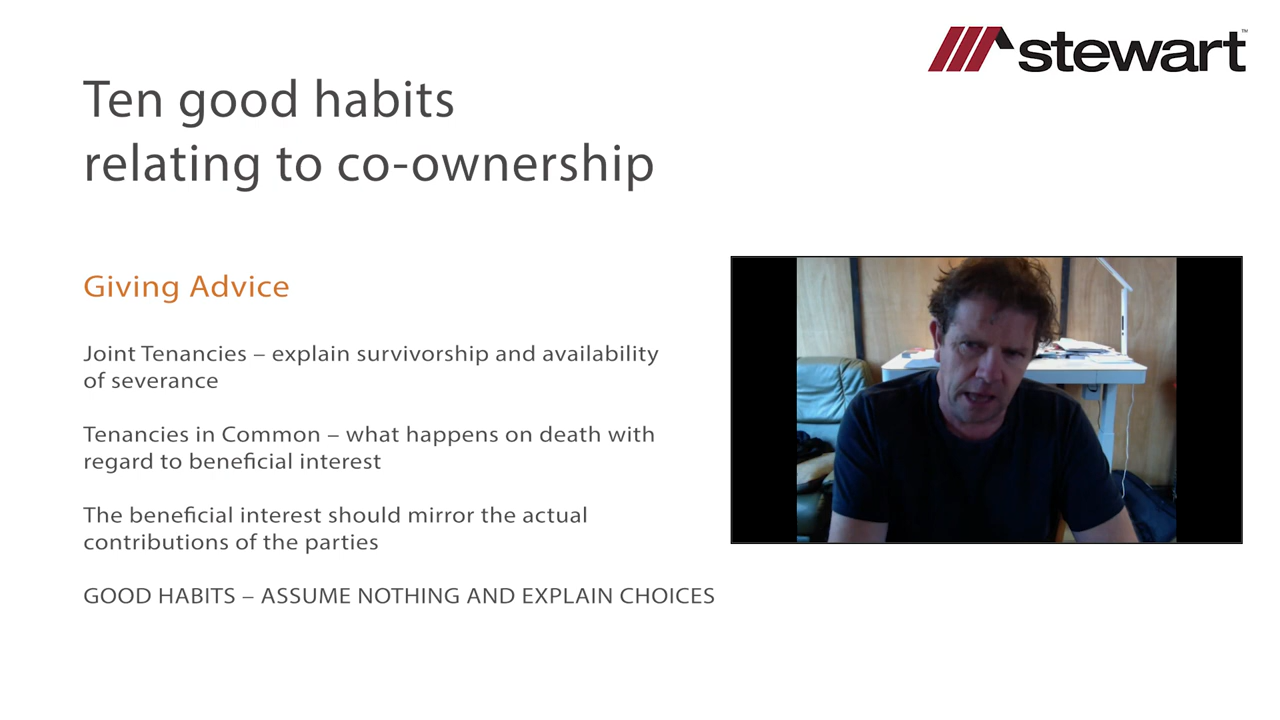 stewart™
Ten good habits
relating to co-ownership
Giving Advice
Joint Tenancies – explain survivorship and availability
of severance
Tenancies in Common – what happens on death with
regard to beneficial interest
The beneficial interest should mirror the actual
contributions of the parties
GOOD HABITS – ASSUME NOTHING AND EXPLAIN CHOICES